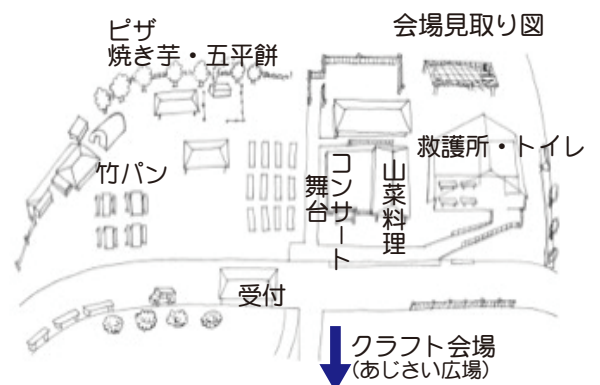 会場見取り図
ピザ
焼き芋・五平餅
救護所・トイレ
竹パン
山菜料理
コンサート
舞台
受付
クラフト会場
(あじさい広場)